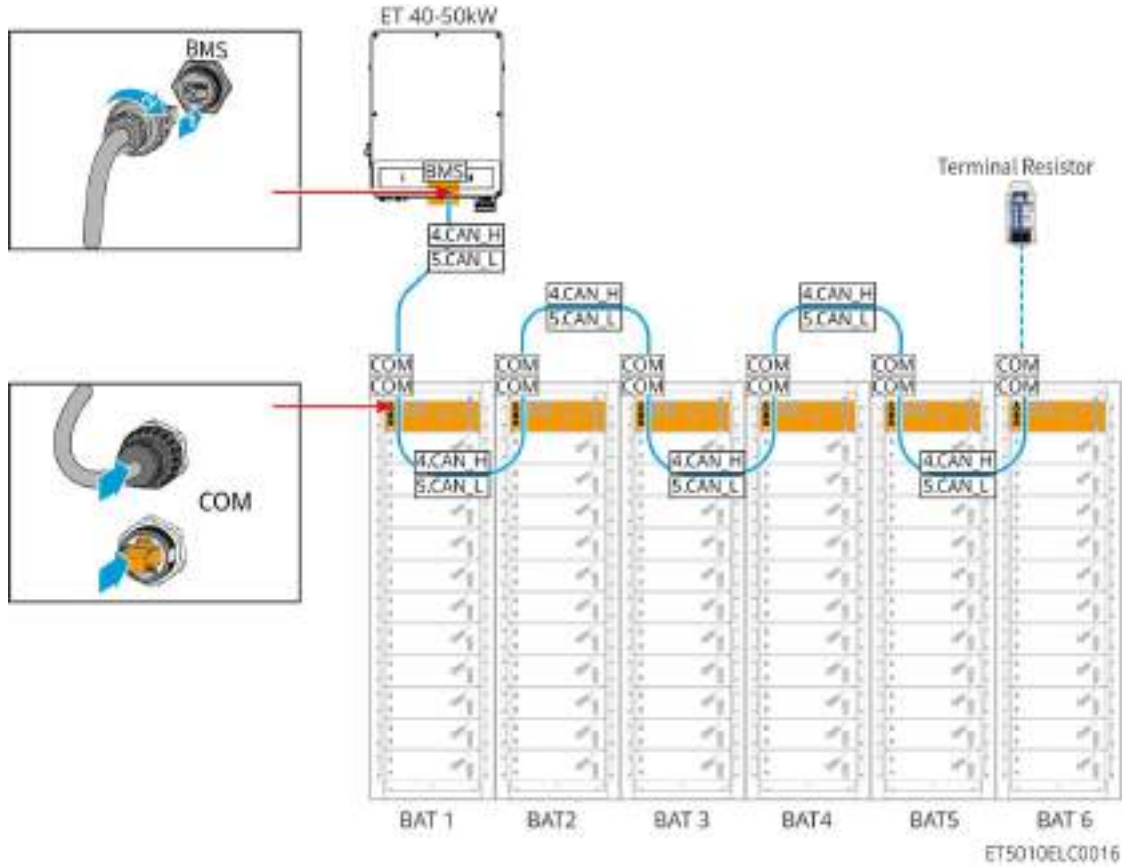 ET 40-50kW
BMS
BMS
Terminal Resistor
4.CAN_H
5.CAN_L
4.CAN_H
5.CAN_L
4.CAN_H
5.CAN_L
COM COM COM COM COM COM
COM COM COM COM COM COM
4.CAN_H
5.CAN_L
4.CAN_H
5.CAN_L
4.CAN_H
5.CAN_L
COM
BAT 1 BAT2 BAT 3 BAT4 BAT5 BAT 6
ET5010ELC0016